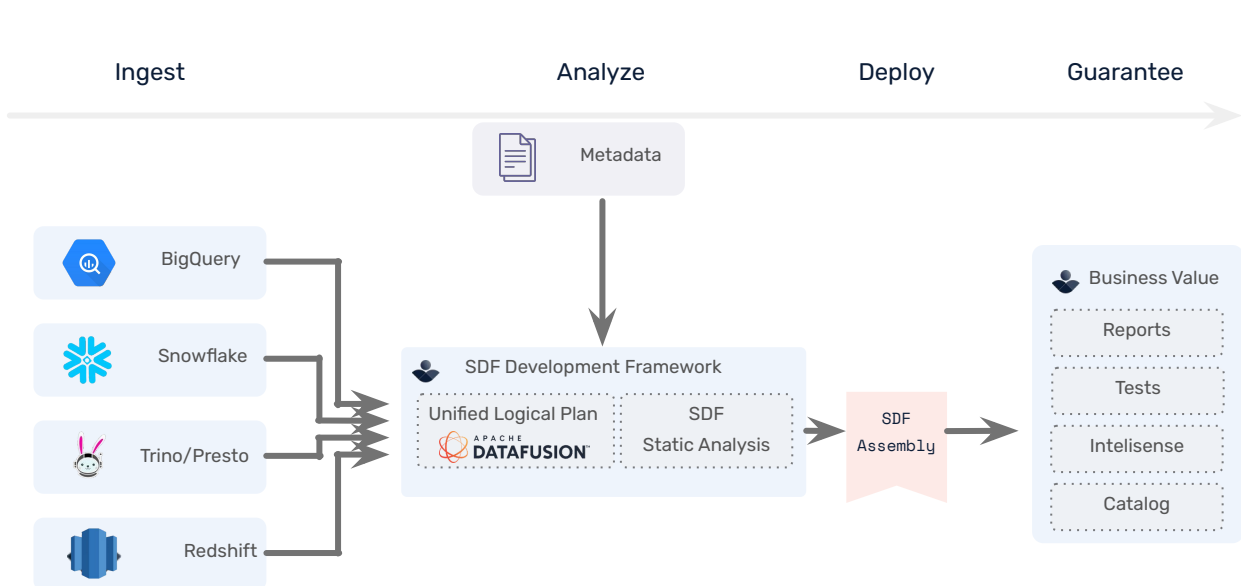 Ingest
Analyze
Deploy
Guarantee
Metadata
BigQuery
Snowflake
Trino/Presto
Redshift
SDF Development Framework
Unified Logical Plan
APACHE
DATAFUSION™
SDF
Static Analysis
SDF
Assembly
Business Value
Reports
Tests
Intelisense
Catalog